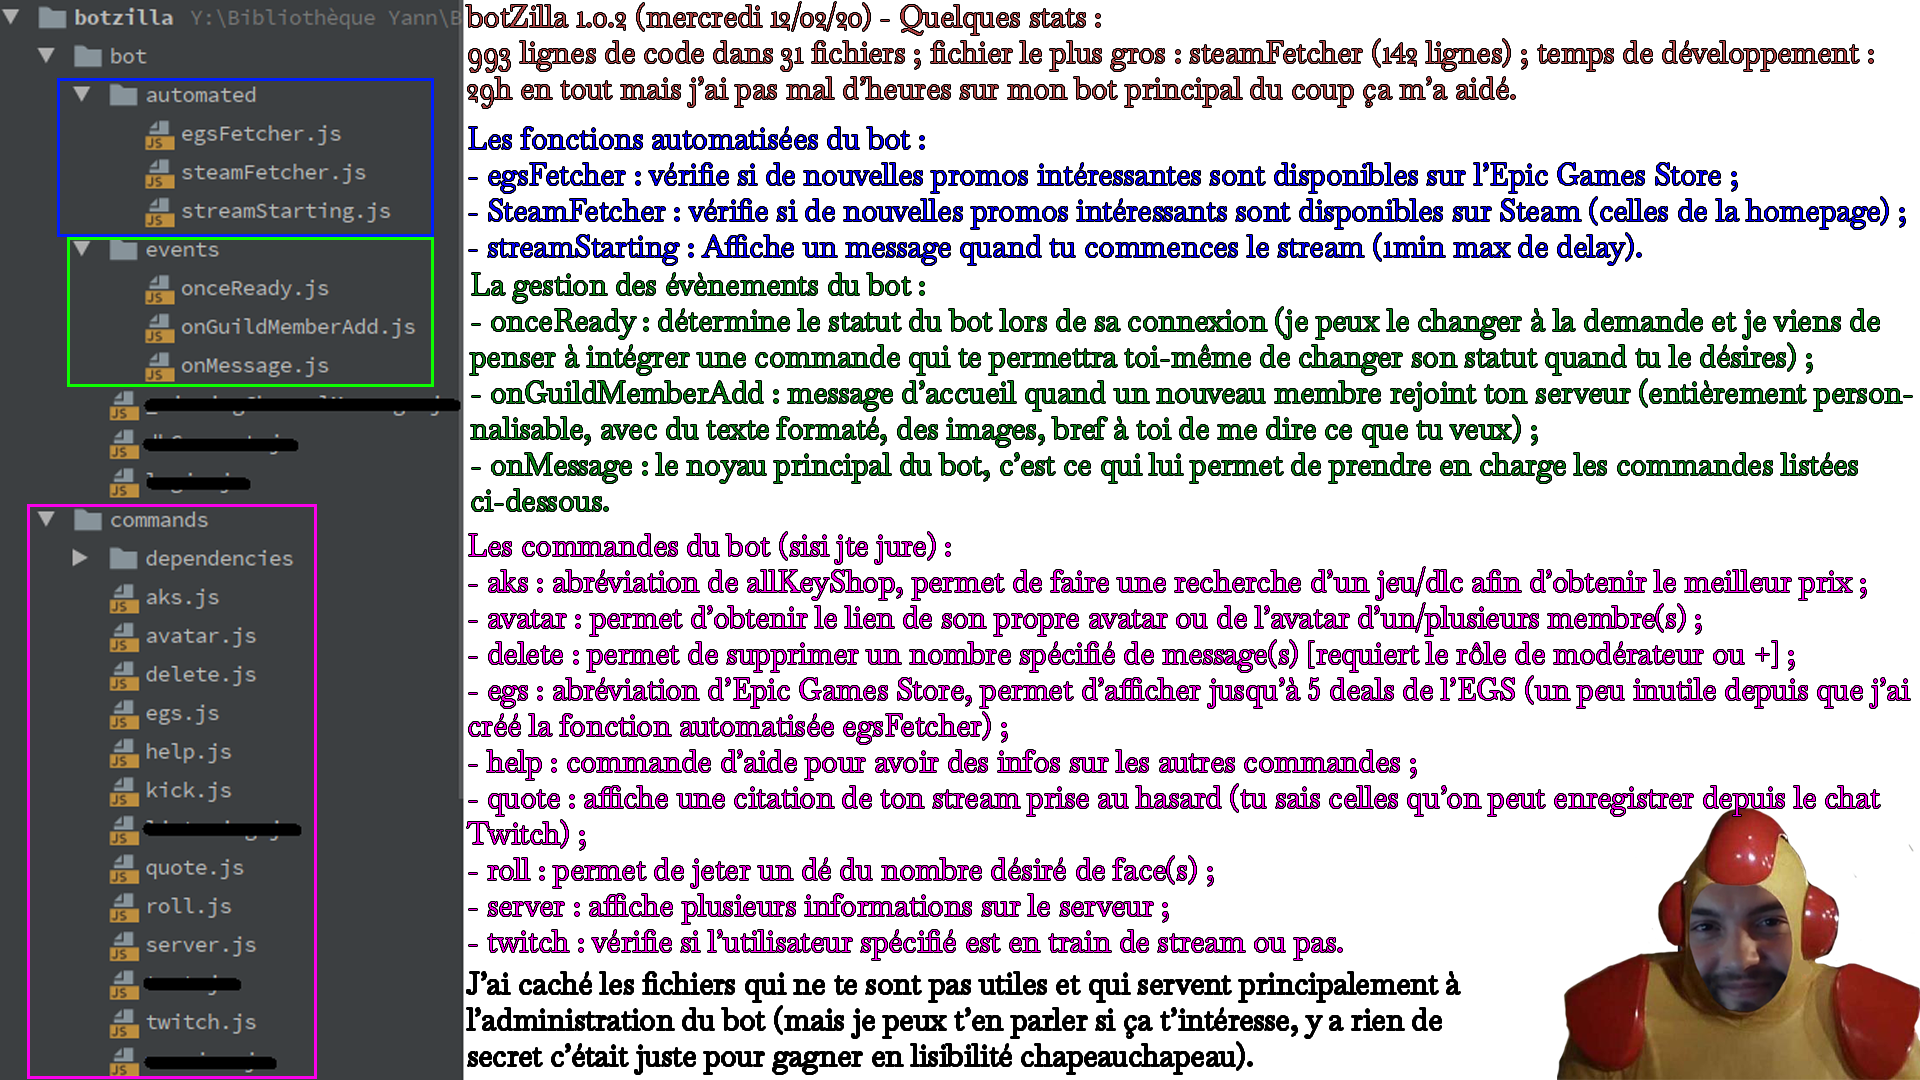 botzilla Y:\Bibliothèque Yann\B
bot
automated
egsFetcher.js
steamFetcher.js
streamStarting.js
events
onceReady.js
onGuildMemberAdd.js
onMessage.js
commands
dependencies
aks.js
avatar.js
delete.js
egs.js
help.js
kick.js
quote.js
roll.js
server.js
twitch.js
botZilla 1.0.2 (mercredi 12/02/20) - Quelques stats :
993 lignes de code dans 31 fichiers ; fichier le plus gros : steamFetcher (142 lignes) ; temps de développement :
29h en tout mais j'ai pas mal d'heures sur mon bot principal du coup ça m'a aidé.
Les fonctions automatisées du bot :
- egsFetcher : vérifie si de nouvelles promos intéressantes sont disponibles sur l'Epic Games Store ;
- SteamFetcher : vérifie si de nouvelles promos intéressants sont disponibles sur Steam (celles de la homepage) ;
- streamStarting : Affiche un message quand tu commences le stream (1min max de delay).
La gestion des évènements du bot :
- onceReady : détermine le statut du bot lors de sa connexion (je peux le changer à la demande et je viens de
penser à intégrer une commande qui te permettra toi-même de changer son statut quand tu le désires) ;
- onGuildMemberAdd : message d'accueil quand un nouveau membre rejoint ton serveur (entièrement person-
nalisable, avec du texte formaté, des images, bref à toi de me dire ce que tu veux) ;
- onMessage : le noyau principal du bot, c'est ce qui lui permet de prendre en charge les commandes listées
ci-dessous.
Les commandes du bot (sisi jte jure) :
- aks : abréviation de allKeyShop, permet de faire une recherche d'un jeu/dlc afin d'obtenir le meilleur prix ;
- avatar : permet d'obtenir le lien de son propre avatar ou de l'avatar d'un/plusieurs membre(s) ;
- delete : permet de supprimer un nombre spécifié de message(s) [requiert le rôle de modérateur ou +] ;
- egs : abréviation d'Epic Games Store, permet d'afficher jusqu'à 5 deals de l'EGS (un peu inutile depuis que j'ai
créé la fonction automatisée egsFetcher) ;
- help : commande d'aide pour avoir des infos sur les autres commandes ;
- quote : affiche une citation de ton stream prise au hasard (tu sais celles qu'on peut enregistrer depuis le chat
Twitch) ;
- roll : permet de jeter un dé du nombre désiré de face(s) ;
- server : affiche plusieurs informations sur le serveur ;
- twitch : vérifie si l'utilisateur spécifié est en train de stream ou pas.
J'ai caché les fichiers qui ne te sont pas utiles et qui servent principalement à
l'administration du bot (mais je peux t'en parler si ça t'intéresse, y a rien de
secret c'était juste pour gagner en lisibilité chapeauchapeau).